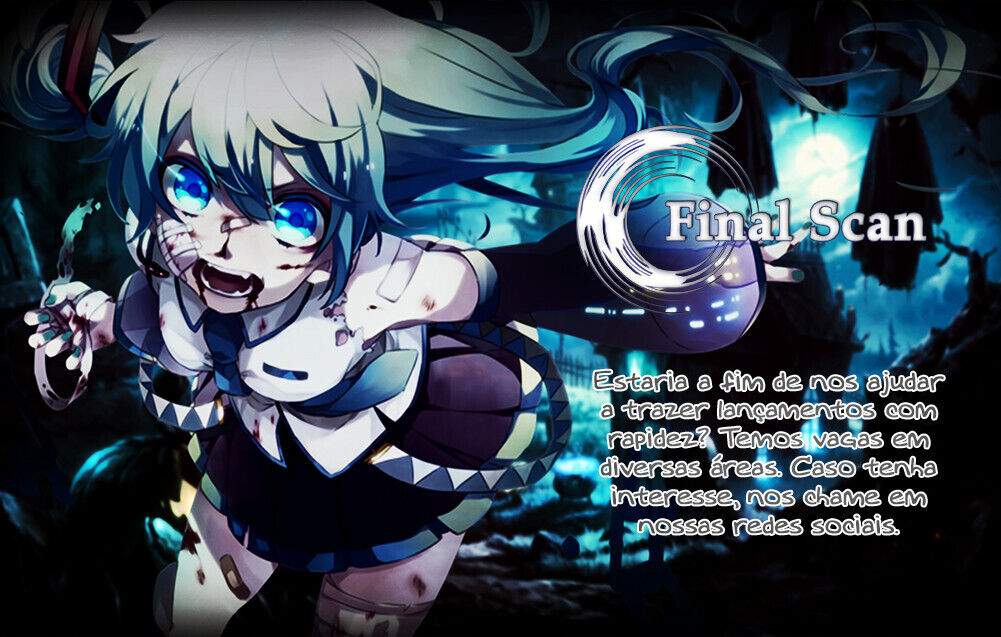 Final Scan
Estaria a fim de nos ajudar
a trazer lançamentos com
rapidez? Temos vagas em
diversas áreas. Caso tenha
interesse, nos chame em
nossas redes sociais.